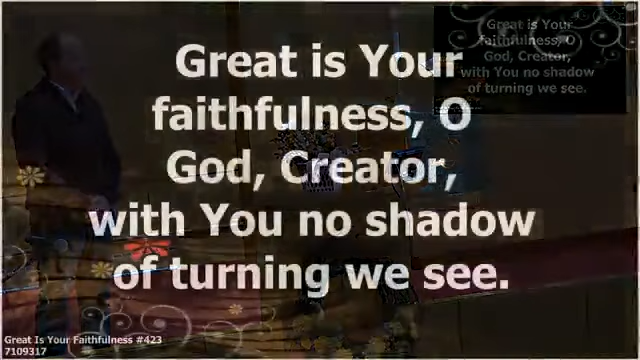 Great is Your
faithfulness, O
God, Creator,
with You no shadow
of turning we see.
Great is Your
faithfulness, O
God, Creator,
with You no shadow
of turning we see.
Great Is Your Faithfulness #423
7109317